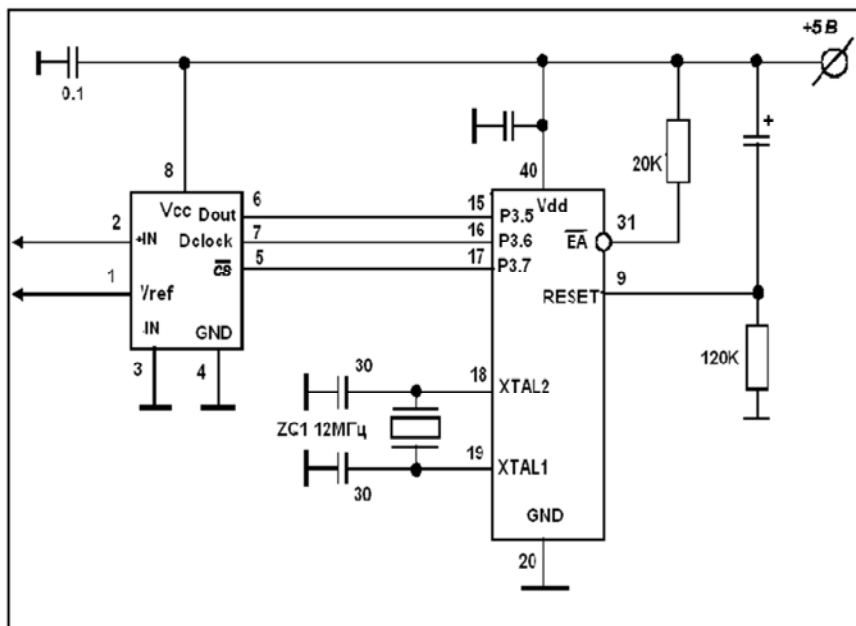 +5 В
0.1
8
40
20K
+
Vcc
6
15
Vdd
31
2
Dout
P3.5
+IN
7
16
EA
Dclock
P3.6
5
17
9
1
CS
P3.7
Vref
RESET
-IN
GND
3
4
30
18
120K
XTAL2
ZC1 12МГц
19
XTAL1
30
GND
20